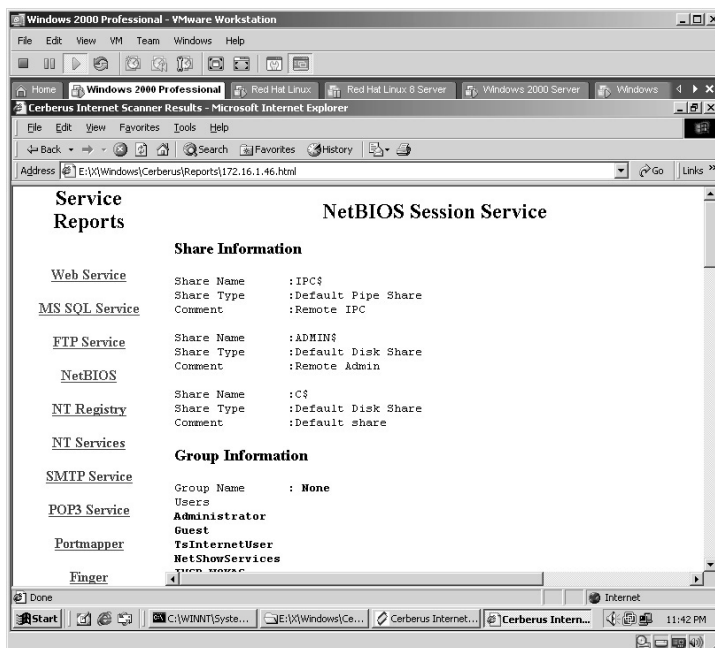 Windows 2000 Professional - VMware Workstation
File Edit View VM Team Windows Help
Home Windows 2000 Professional Red Hat Linux Red Hat Linux 8 Server Windows 2000 Server Windows
Cerberus Internet Scanner Results - Microsoft Internet Explorer
File Edit View Favorites Tools Help
Back Search Favorites History
Address E:\X\Windows\Cerberus\Reports\172.16.1.46.html Go Links »
Service
Reports
Web Service
MS SQL Service
FTP Service
NetBIOS
NT Registry
NT Services
SMTP Service
POP3 Service
Portmapper
Finger
NetBIOS Session Service
Share Information
Share Name :IPC$
Share Type :Default Pipe Share
Comment :Remote IPC
Share Name :ADMIN$
Share Type :Default Disk Share
Comment :Remote Admin
Share Name :C$
Share Type :Default Disk Share
Comment :Default share
Group Information
Group Name : None
Users
Administrator
Guest
TsInternetUser
NetShowServices
Done Internet
Start C:\WINNT\Syste... E:\X\Windows\Ce... Cerberus Internet... Cerberus Intern... 11:42 PM